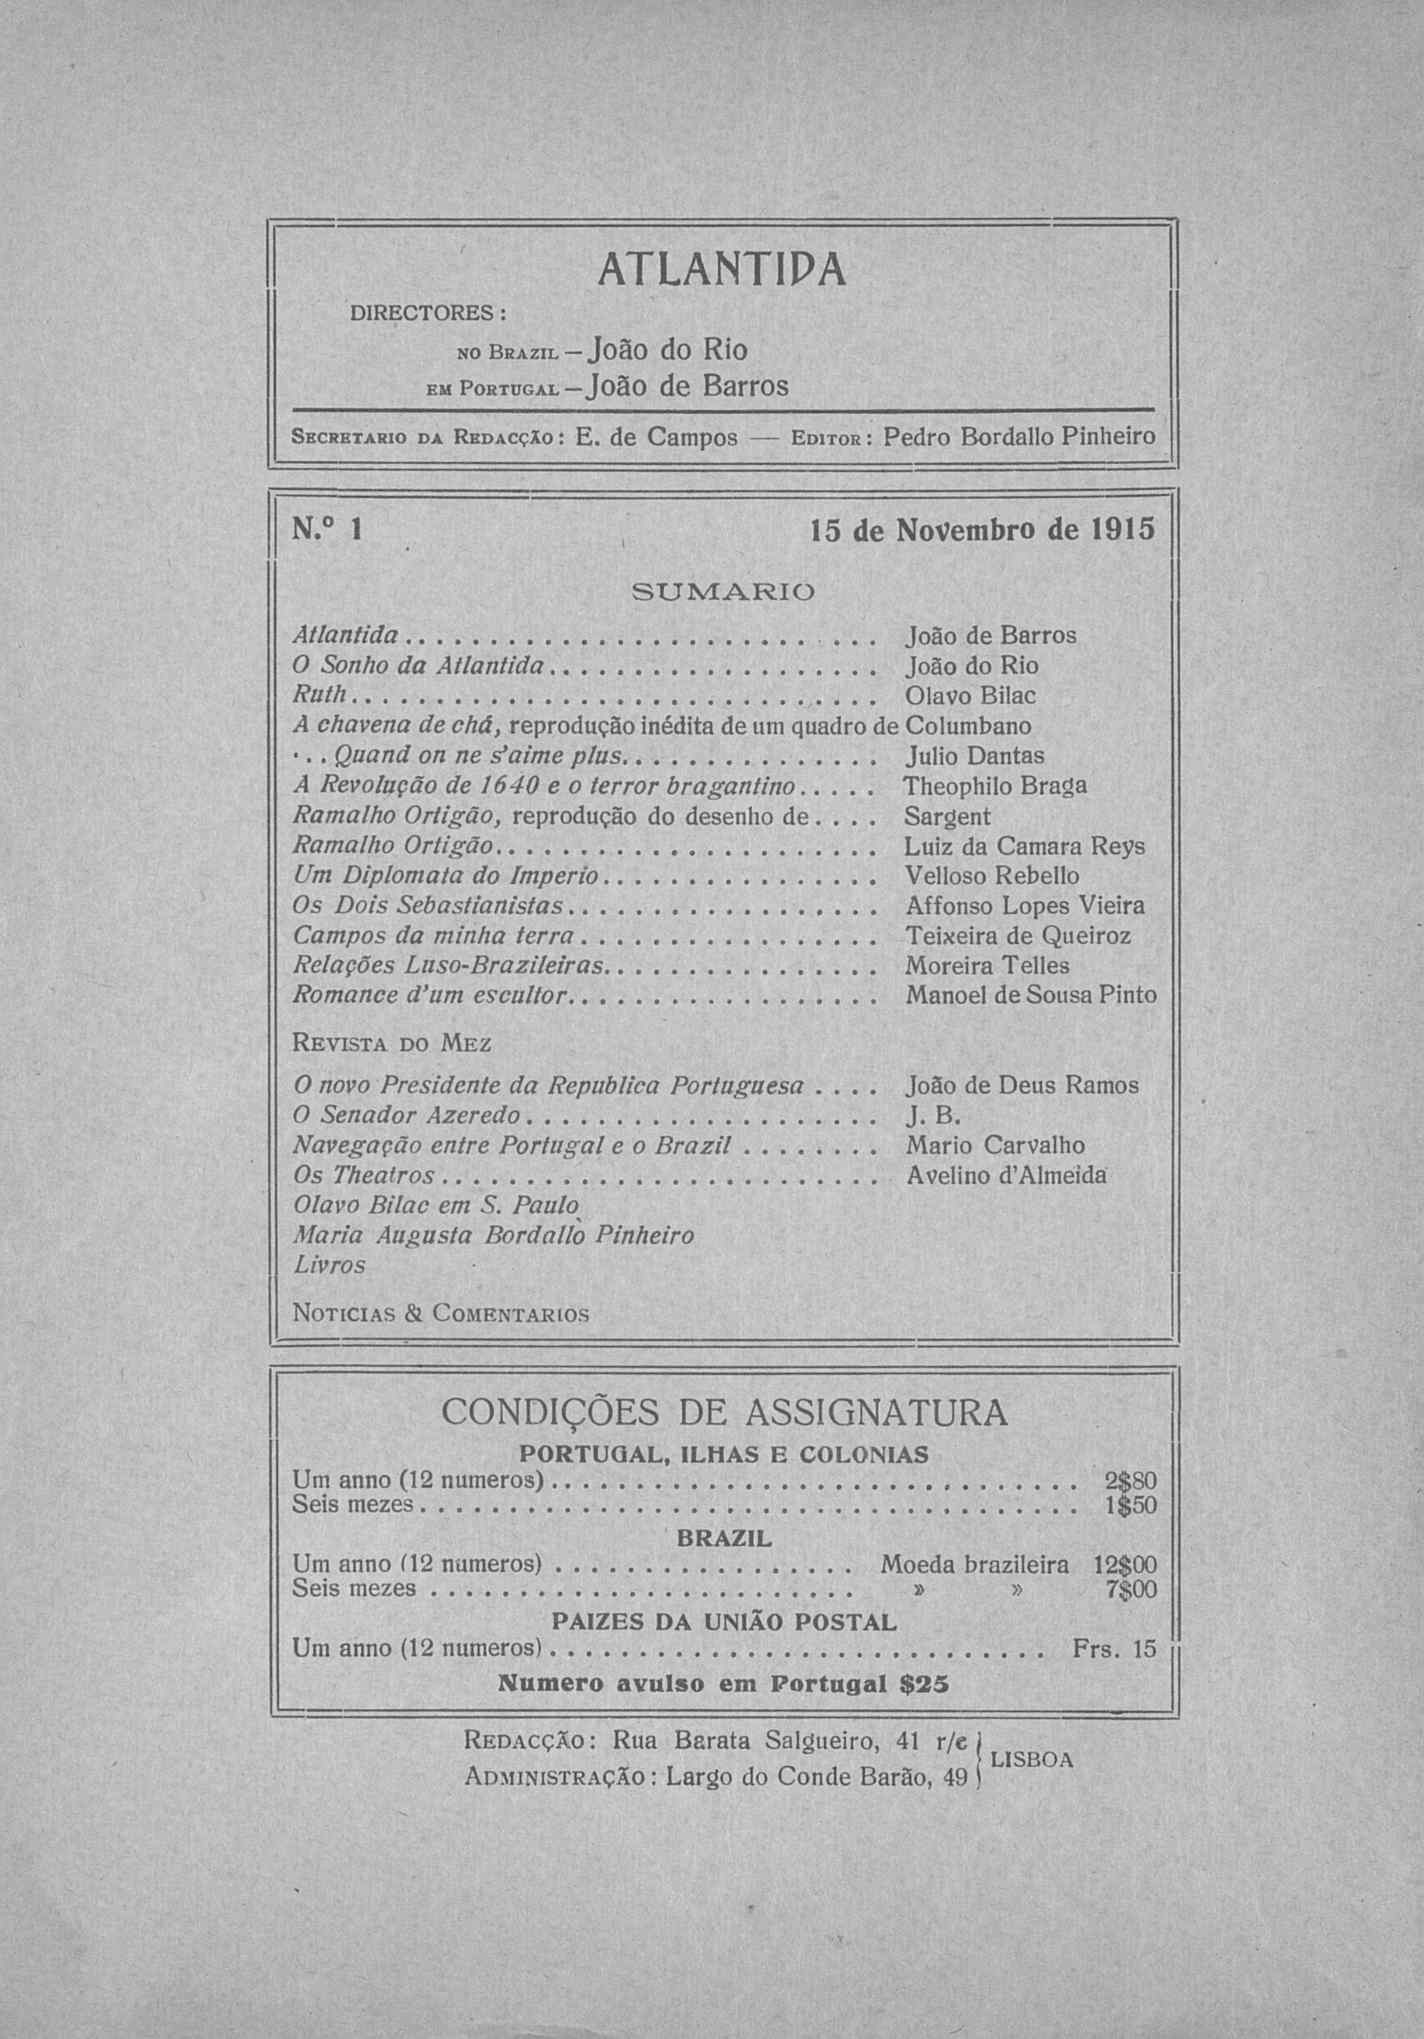 ATLANTIDA
DIRECTORES:
NO BRAZIL — João do Rio
EM PORTUGAL — João de Barros
SECRETARIO DA REDACÇÃO: E. de Campos — EDITOR: Pedro Bordallo Pinheiro
N.º 1 15 de Novembro de 1915
SUMARIO
Atlantida . . . . . . . . . . . . . . . . . . . . João de Barros
O Sonho da Atlantida . . . . . . . . . . . . . . . João do Rio
Ruth . . . . . . . . . . . . . . . . . . . . . . Olavo Bilac
A chavena de chá, reprodução inédita de um quadro de Columbano
. . . Quand on ne s'aime plus . . . . . . . . . . . . Julio Dantas
A Revolução de 1640 e o terror bragantino . . . . . Theophilo Braga
Ramalho Ortigão, reprodução do desenho de . . . . Sargent
Ramalho Ortigão . . . . . . . . . . . . . . . . . Luiz da Camara Reys
Um Diplomata do Imperio . . . . . . . . . . . . . Velloso Rebello
Os Dois Sebastianistas . . . . . . . . . . . . . . Affonso Lopes Vieira
Campos da minha terra . . . . . . . . . . . . . . Teixeira de Queiroz
Relações Luso-Brazileiras . . . . . . . . . . . . . Moreira Telles
Romance d'um escultor . . . . . . . . . . . . . . Manoel de Sousa Pinto
REVISTA DO MEZ
O novo Presidente da Republica Portuguesa . . . . João de Deus Ramos
O Senador Azeredo . . . . . . . . . . . . . . . . J. B.
Navegação entre Portugal e o Brazil . . . . . . . . Mario Carvalho
Os Theatros . . . . . . . . . . . . . . . . . . . Avelino d'Almeida
Olavo Bilac em S. Paulo
Maria Augusta Bordallo Pinheiro
Livros
NOTICIAS & COMENTARIOS
CONDIÇÕES DE ASSIGNATURA
PORTUGAL, ILHAS E COLONIAS
Um anno (12 numeros) . . . . . . . . . . . . . . . . . . . . 2$80
Seis mezes . . . . . . . . . . . . . . . . . . . . . . . . . 1$50
BRAZIL
Um anno (12 numeros) . . . . . . . . . . . . Moeda brazileira 12$00
Seis mezes . . . . . . . . . . . . . . . . . » » 7$00
PAIZES DA UNIÃO POSTAL
Um anno (12 numeros) . . . . . . . . . . . . . . . . . . . . Frs. 15
Numero avulso em Portugal $25
REDACÇÃO: Rua Barata Salgueiro, 41 r/c
ADMINISTRAÇÃO: Largo do Conde Barão, 49
LISBOA